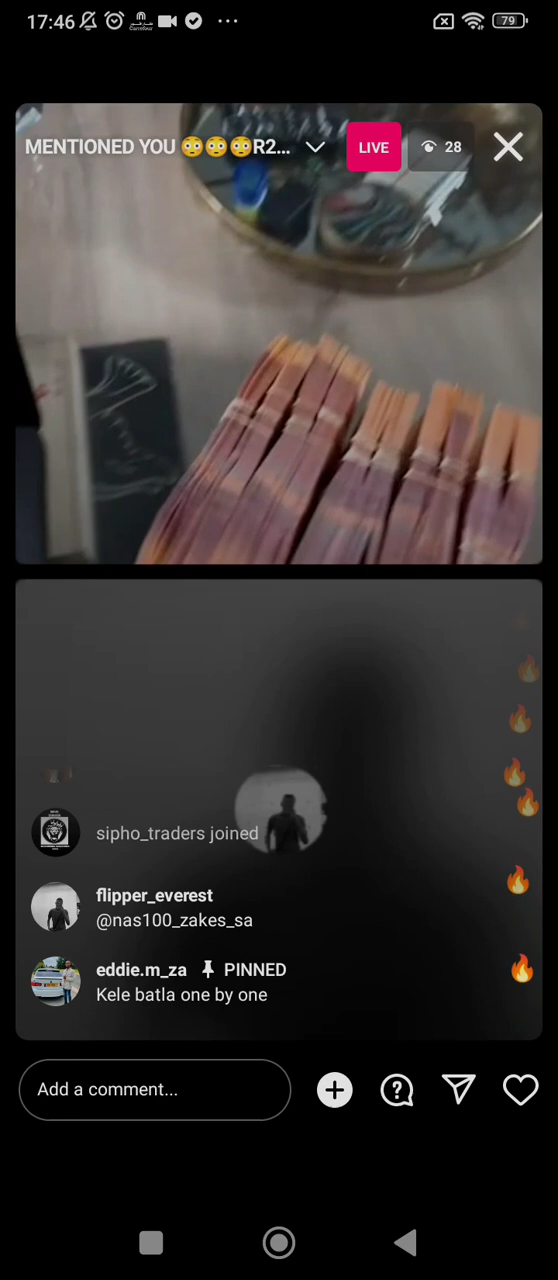 17:46
Carrefour
79
MENTIONED YOU 😳😳😳R2...
LIVE
28
sipho_traders joined
flipper_everest
@nas100_zakes_sa
eddie.m_za PINNED
Kele batla one by one
Add a comment...